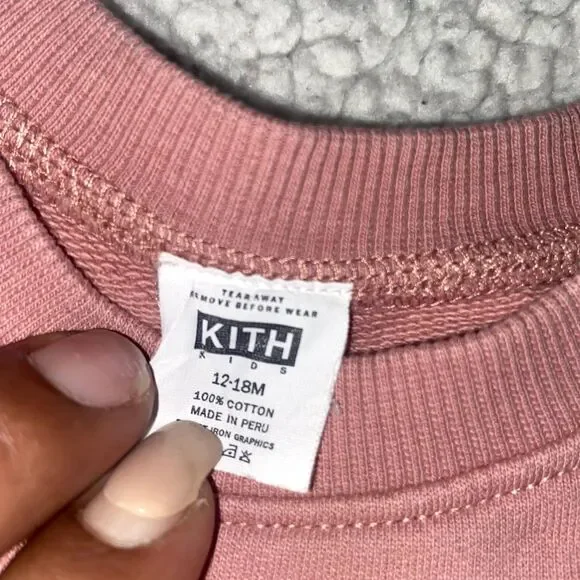 TEARAWAY
REMOVE BEFORE WEAR
KITH
KIDS
12-18M
100% COTTON
MADE IN PERU
IRON GRAPHICS